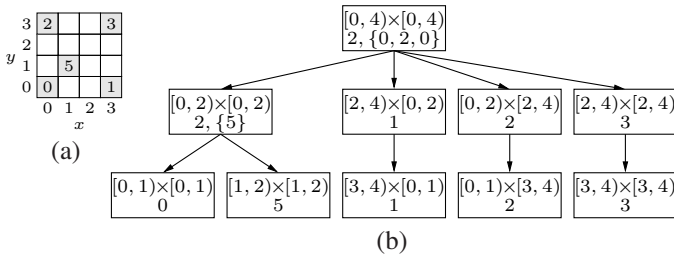 3 2 3
2
y
1 5
0 0 1
0 1 2 3
x
(a)
[0, 4)×[0, 4)
2, {0, 2, 0}
[0, 2)×[0, 2)
2, {5}
[2, 4)×[0, 2)
1
[0, 2)×[2, 4)
2
[2, 4)×[2, 4)
3
[0, 1)×[0, 1)
0
[1, 2)×[1, 2)
5
[3, 4)×[0, 1)
1
[0, 1)×[3, 4)
2
[3, 4)×[3, 4)
3
(b)